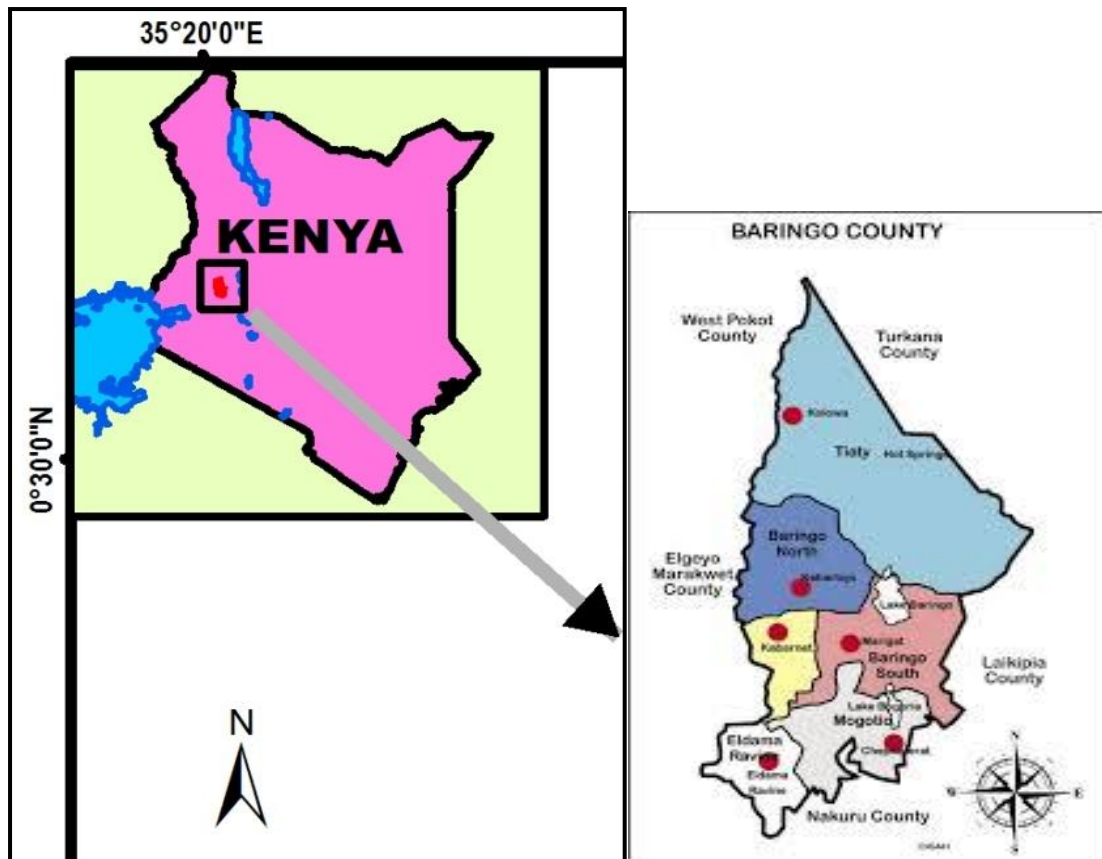 35°20'0"E
KENYA
0°30'0"N
N
BARINGO COUNTY
West Pokot
County
Turkana
County
Kolowa
Tiaty
Hot Springs
Baringo
North
Elgeyo
Marakwet
County
Lake Baringo
Kabarnet
Marigat
Baringo
South
Laikipia
County
Lake Bogoria
Mogotio
Eldama
Ravine
Eldama
Ravine
Nakuru County
N
W
E
S